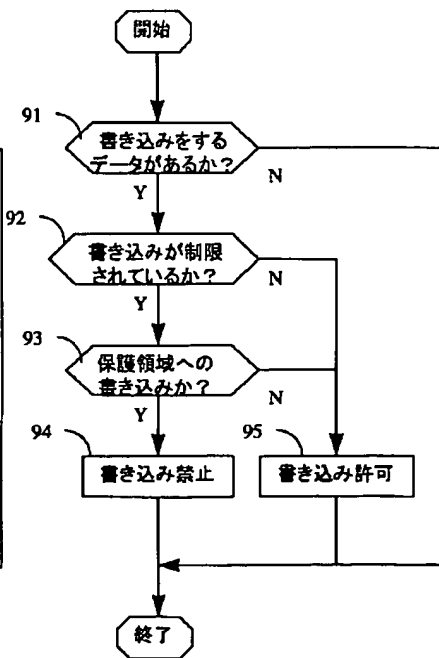 開始
91
書き込みをする
データがあるか？
Y
N
92
書き込みが制限
されているか？
Y
N
93
保護領域への
書き込みか？
Y
N
94
書き込み禁止
95
書き込み許可
終了